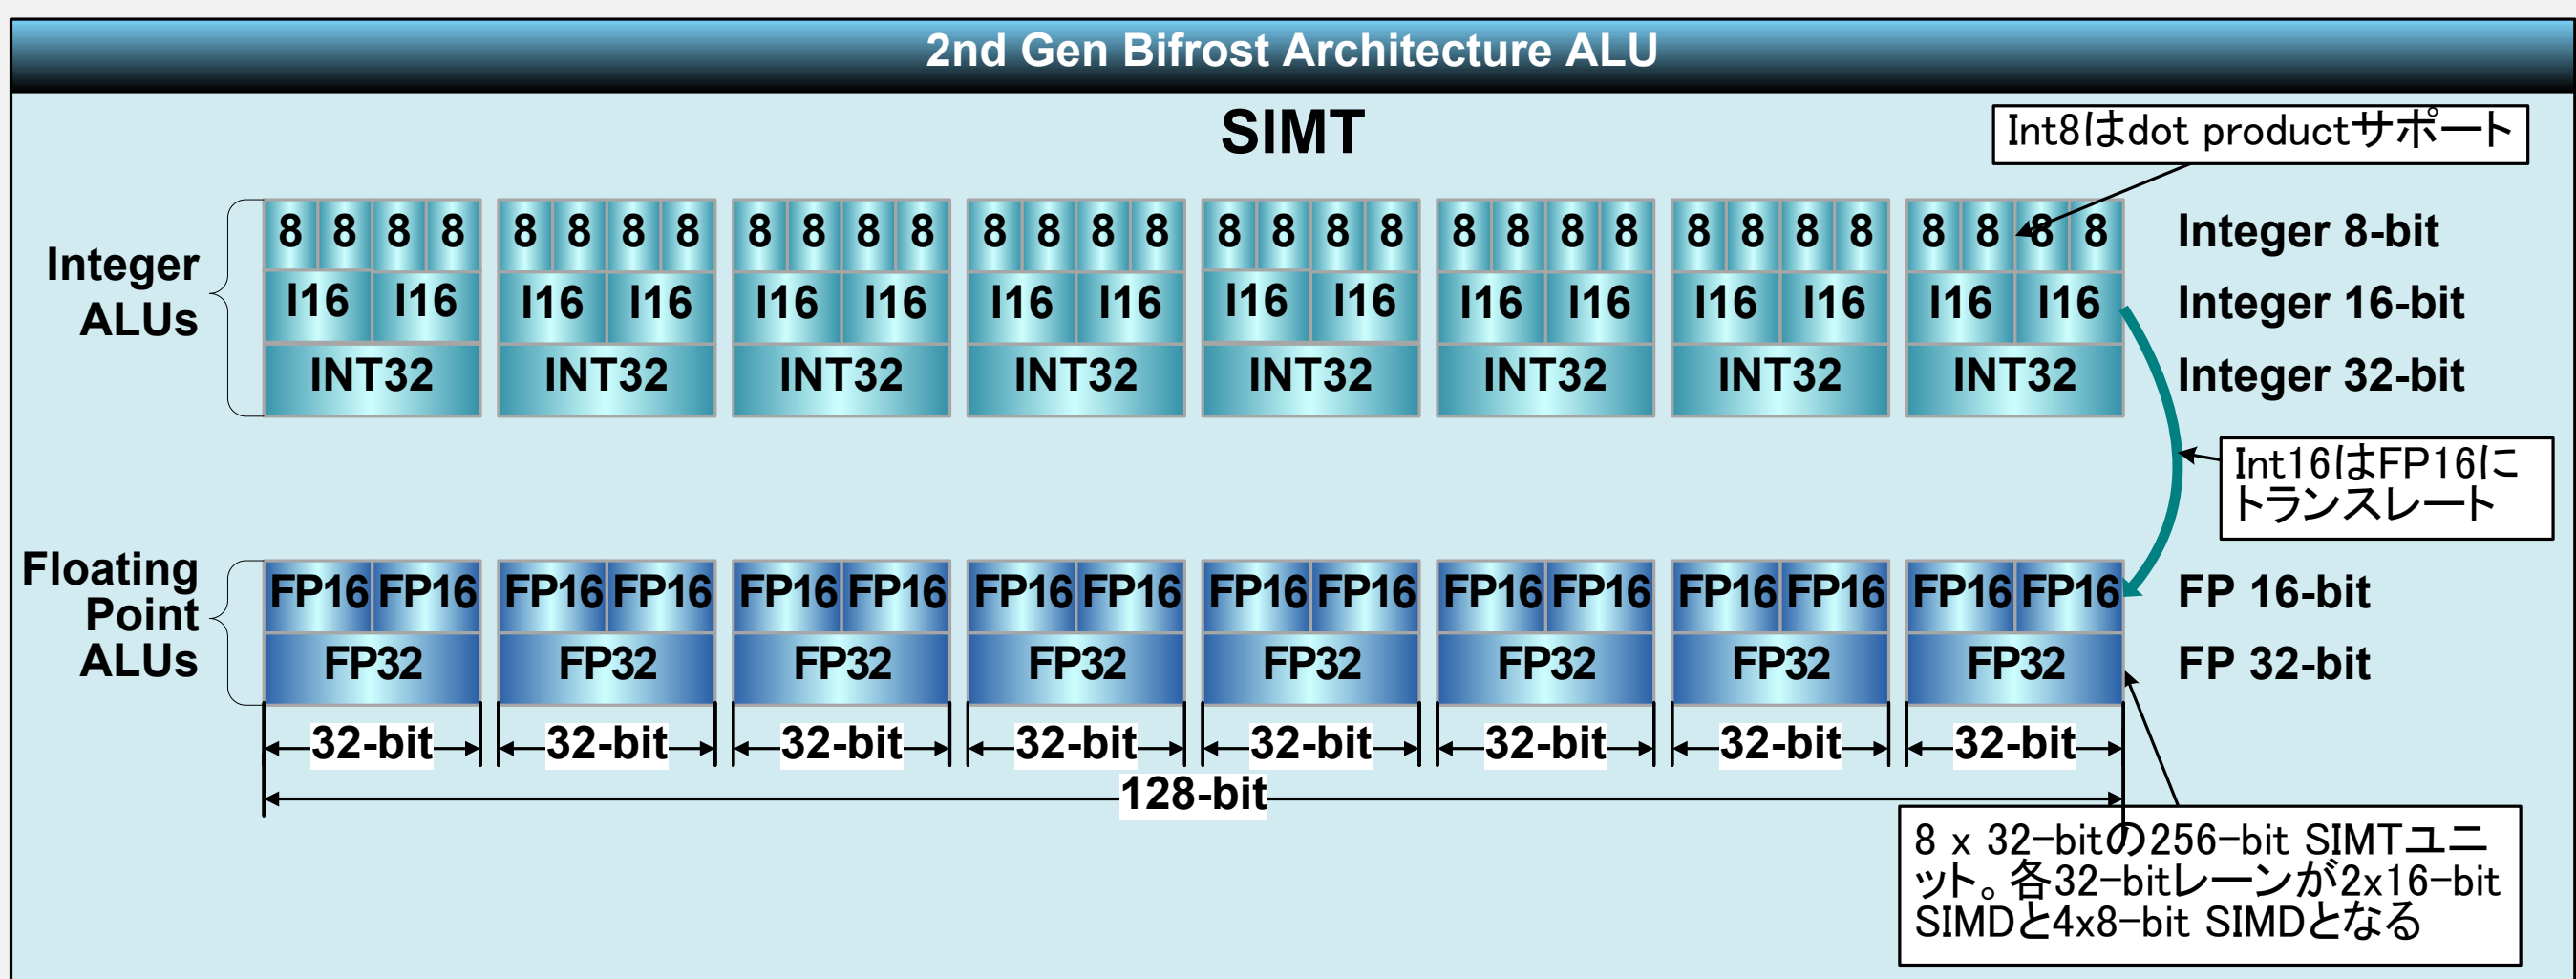 2nd Gen Bifrost Architecture ALU
SIMT
Int8はdot productサポート
8 8 8 8 8 8 8 8 8 8 8 8 8 8 8 8 8 8 8 8 8 8 8 8 8 8 8 8 8 8 8 8 Integer 8-bit
Integer
ALUs
I16 I16 I16 I16 I16 I16 I16 I16 I16 I16 I16 I16 I16 I16 I16 I16 Integer 16-bit
INT32 INT32 INT32 INT32 INT32 INT32 INT32 INT32 Integer 32-bit
Int16はFP16に
トランスレート
Floating
Point
ALUs
FP16 FP16 FP16 FP16 FP16 FP16 FP16 FP16 FP16 FP16 FP16 FP16 FP16 FP16 FP16 FP16 FP 16-bit
FP32 FP32 FP32 FP32 FP32 FP32 FP32 FP32 FP 32-bit
32-bit 32-bit 32-bit 32-bit 32-bit 32-bit 32-bit 32-bit
128-bit
8 x 32-bitの256-bit SIMTユニ
ット。各32-bitレーンが2x16-bit
SIMDと4x8-bit SIMDとなる